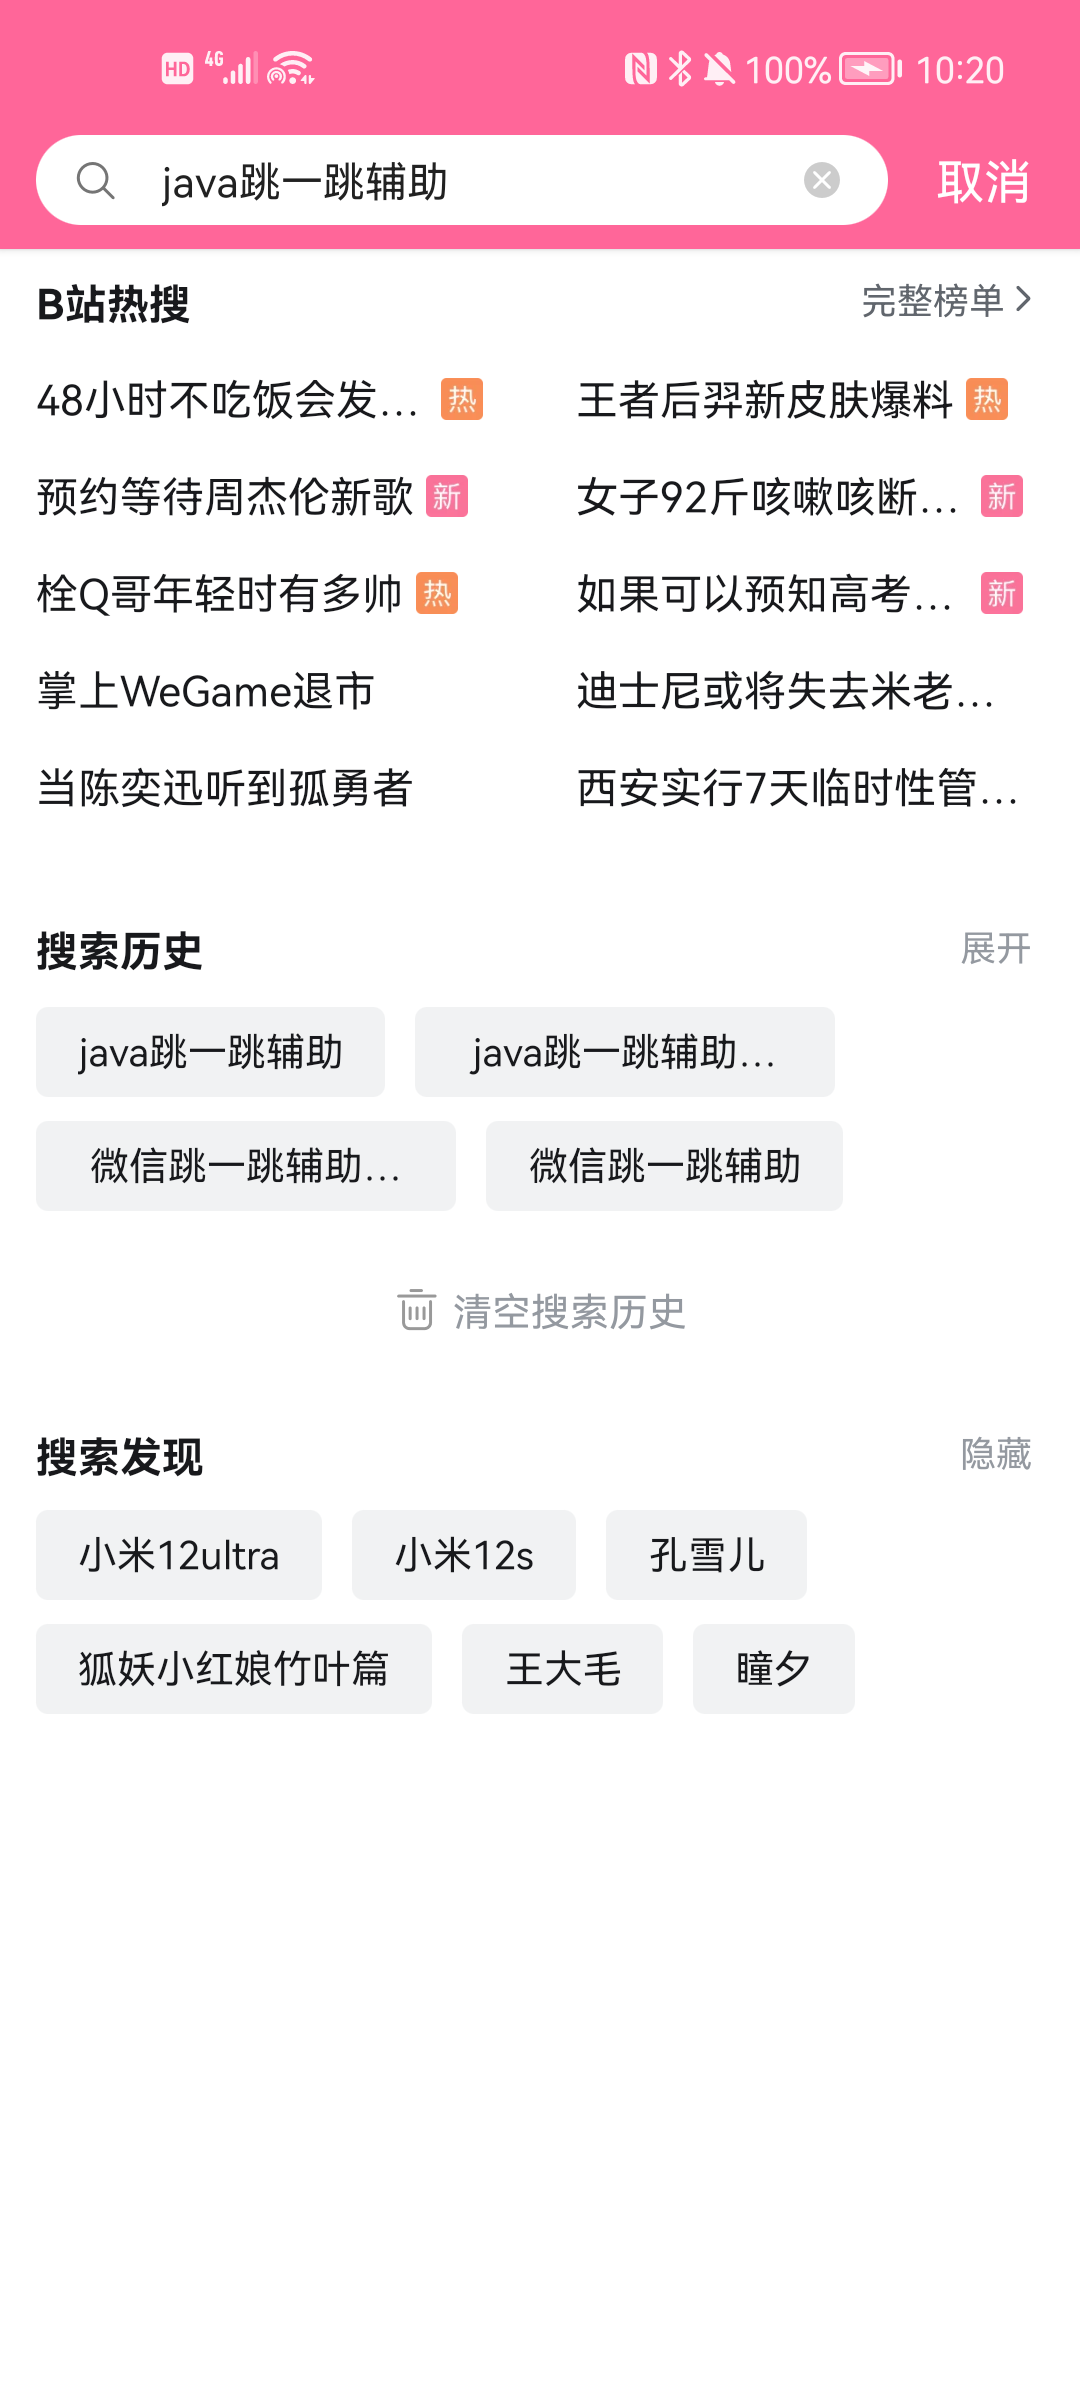 HD 4G 100% 10:20
java跳一跳辅助 取消
B站热搜 完整榜单
48小时不吃饭会发... 热 王者后羿新皮肤爆料 热
预约等待周杰伦新歌 新 女子92斤咳嗽咳断... 新
栓Q哥年轻时有多帅 热 如果可以预知高考... 新
掌上WeGame退市 迪士尼或将失去米老...
当陈奕迅听到孤勇者 西安实行7天临时性管...
搜索历史 展开
java跳一跳辅助 java跳一跳辅助...
微信跳一跳辅助... 微信跳一跳辅助
清空搜索历史
搜索发现 隐藏
小米12ultra 小米12s 孔雪儿
狐妖小红娘竹叶篇 王大毛 瞳夕